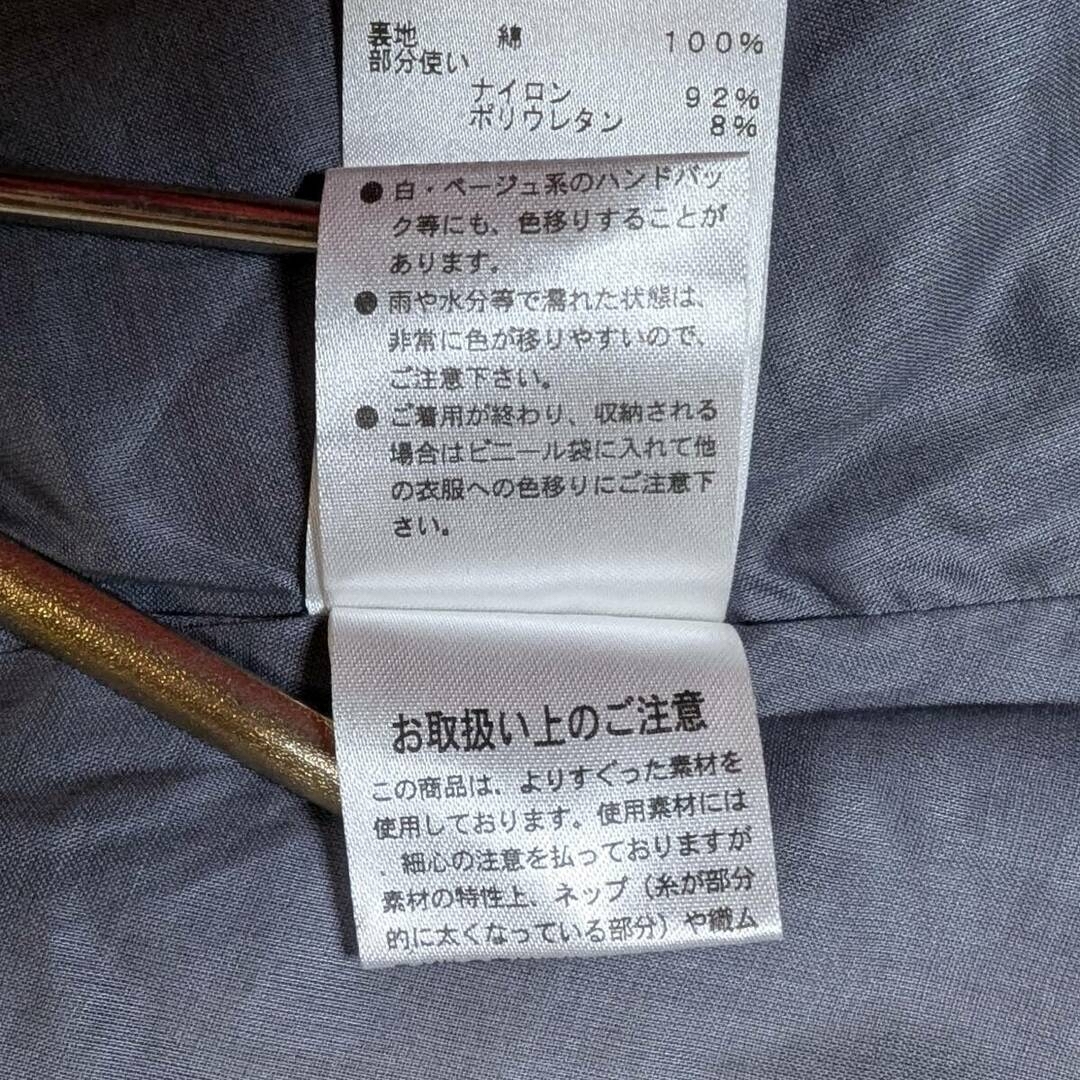 裏地 綿 100%
部分使い
ナイロン 92%
ポリウレタン 8%
●白・ベージュ系のハンドバッ
ク等にも、色移りすることが
あります。
●雨や水分等で濡れた状態は、
非常に色が移りやすいので、
ご注意下さい。
●ご着用が終わり、収納される
場合はビニール袋に入れて他
の衣服への色移りにご注意下
さい。
お取扱い上のご注意
この商品は、よりすぐった素材を
使用しております。使用素材には
、細心の注意を払っておりますが
素材の特性上、ネップ（糸が部分
的に太くなっている部分）や織ム